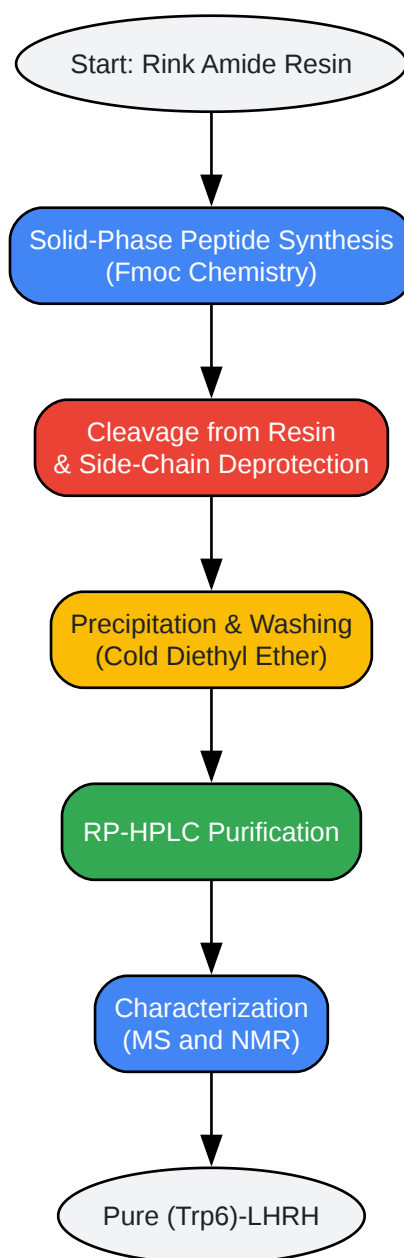 Start: Rink Amide Resin
Solid-Phase Peptide Synthesis
(Fmoc Chemistry)
Cleavage from Resin
& Side-Chain Deprotection
Precipitation & Washing
(Cold Diethyl Ether)
RP-HPLC Purification
Characterization
(MS and NMR)
Pure (Trp6)-LHRH